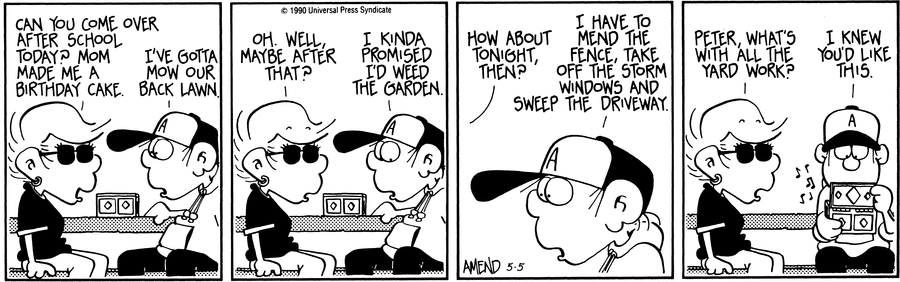 CAN YOU COME OVER
AFTER SCHOOL
TODAY? MOM
MADE ME A
BIRTHDAY CAKE.
I'VE GOTTA
MOW OUR
BACK LAWN.
A
© 1990 Universal Press Syndicate
OH. WELL,
MAYBE AFTER
THAT?
I KINDA
PROMISED
I'D WEED
THE GARDEN.
A
HOW ABOUT
TONIGHT,
THEN?
I HAVE TO
MEND THE
FENCE, TAKE
OFF THE STORM
WINDOWS AND
SWEEP THE DRIVEWAY.
A
AMEND 5-5
PETER, WHAT'S
WITH ALL THE
YARD WORK?
I KNEW
YOU'D LIKE
THIS.
A